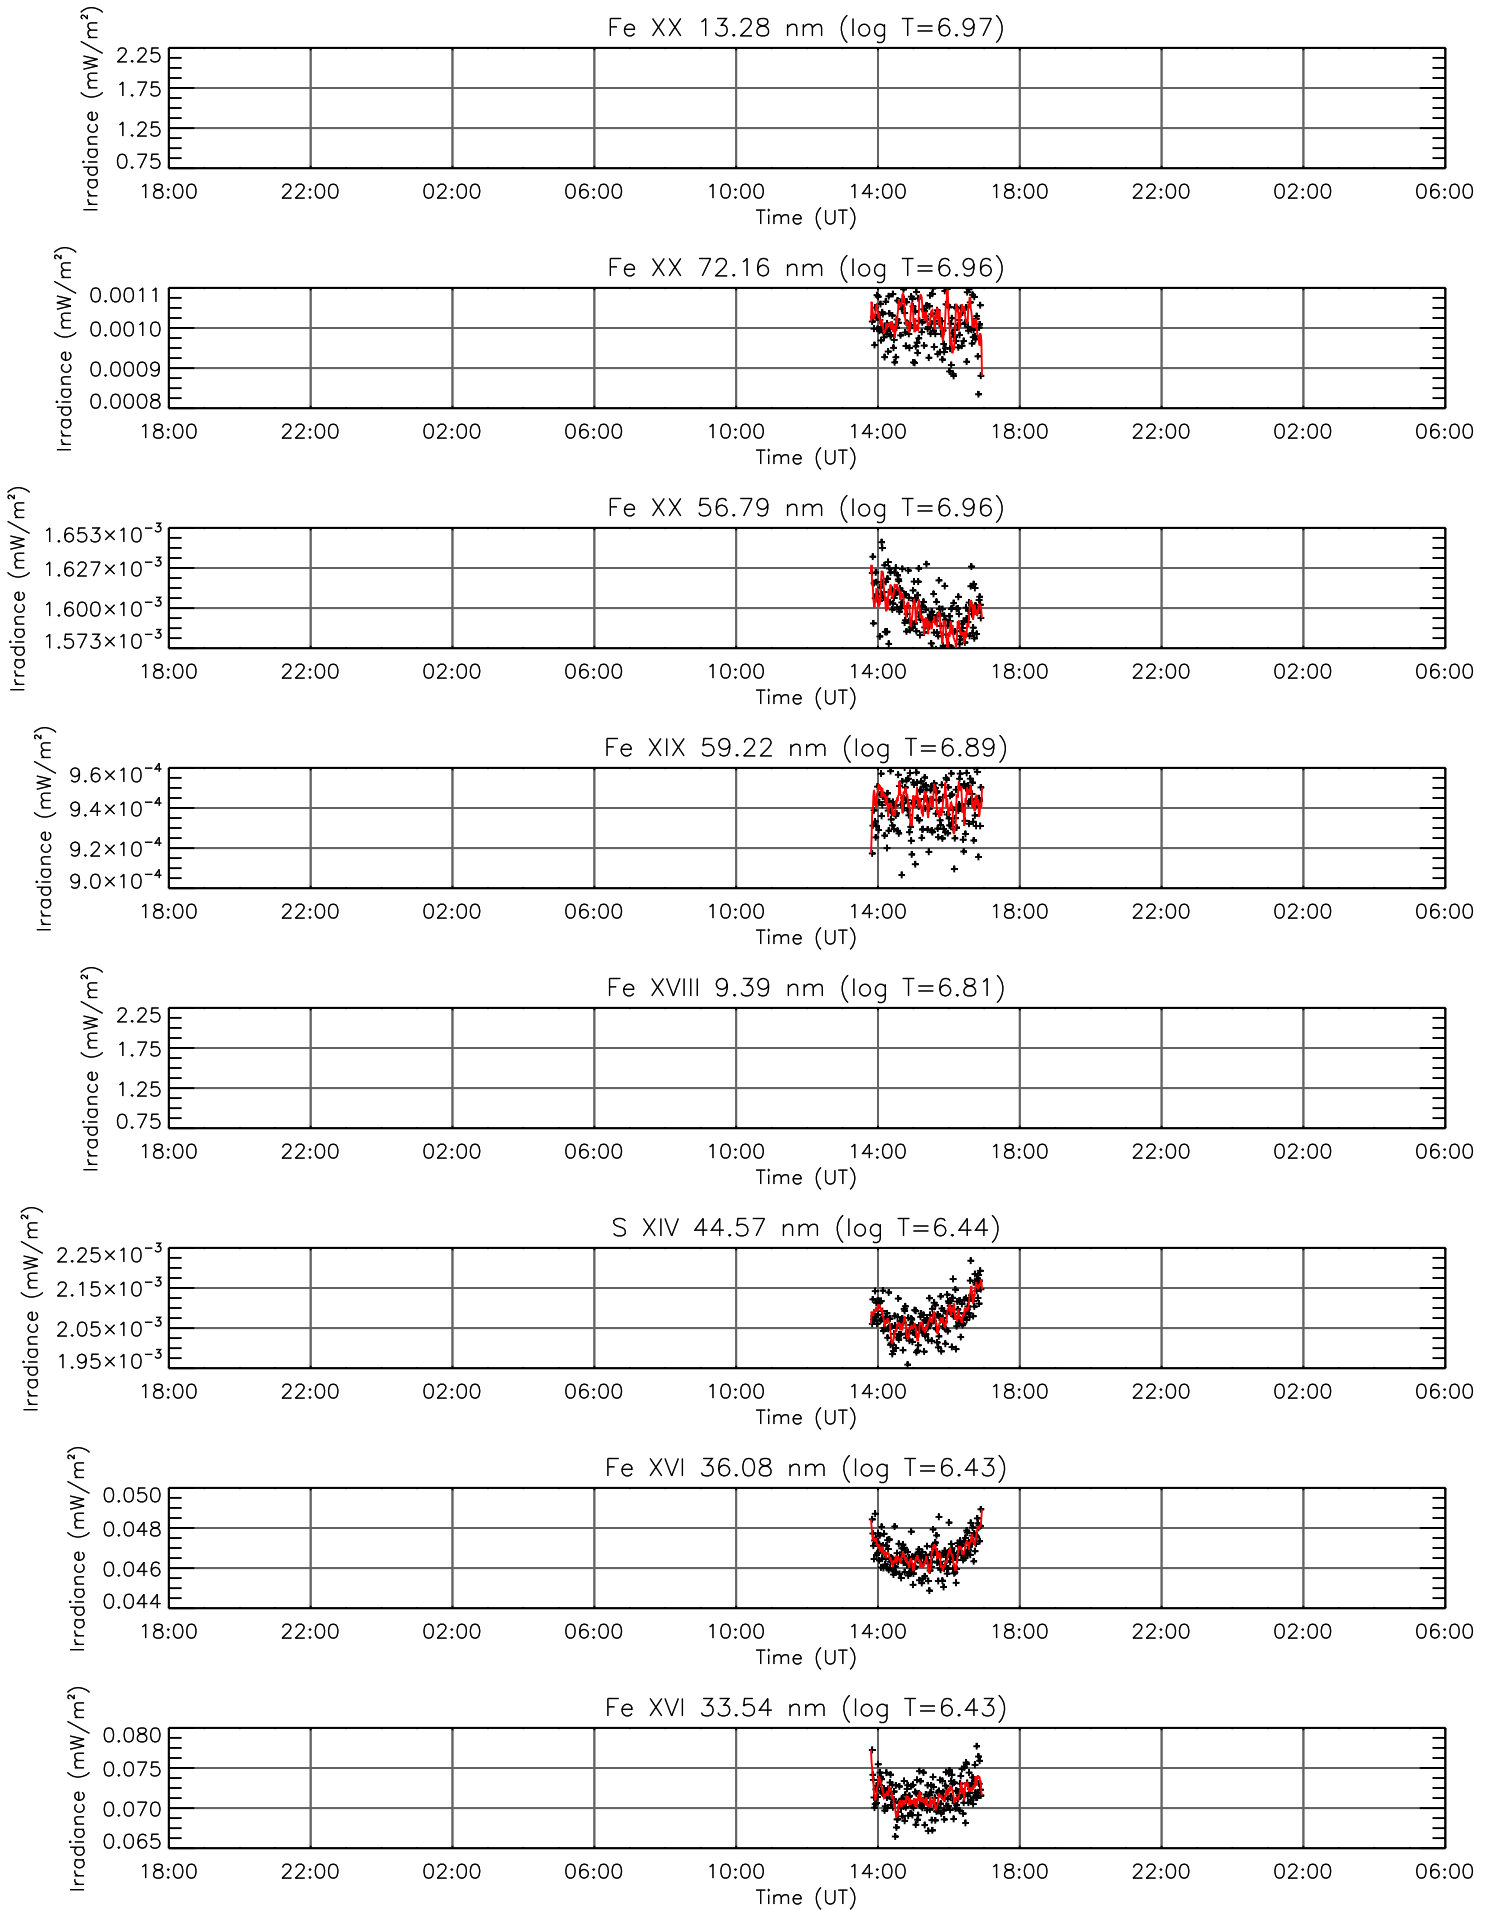 Fe XX 13.28 nm (log T=6.97)
Irradiance (mW/m²)
2.25
1.75
1.25
0.75
18:00 22:00 02:00 06:00 10:00 14:00 18:00 22:00 02:00 06:00
Time (UT)
Fe XX 72.16 nm (log T=6.96)
Irradiance (mW/m²)
0.0011
0.0010
0.0009
0.0008
18:00 22:00 02:00 06:00 10:00 14:00 18:00 22:00 02:00 06:00
Time (UT)
Fe XX 56.79 nm (log T=6.96)
Irradiance (mW/m²)
1.653×10⁻³
1.627×10⁻³
1.600×10⁻³
1.573×10⁻³
18:00 22:00 02:00 06:00 10:00 14:00 18:00 22:00 02:00 06:00
Time (UT)
Fe XIX 59.22 nm (log T=6.89)
Irradiance (mW/m²)
9.6×10⁻⁴
9.4×10⁻⁴
9.2×10⁻⁴
9.0×10⁻⁴
18:00 22:00 02:00 06:00 10:00 14:00 18:00 22:00 02:00 06:00
Time (UT)
Fe XVIII 9.39 nm (log T=6.81)
Irradiance (mW/m²)
2.25
1.75
1.25
0.75
18:00 22:00 02:00 06:00 10:00 14:00 18:00 22:00 02:00 06:00
Time (UT)
S XIV 44.57 nm (log T=6.44)
Irradiance (mW/m²)
2.25×10⁻³
2.15×10⁻³
2.05×10⁻³
1.95×10⁻³
18:00 22:00 02:00 06:00 10:00 14:00 18:00 22:00 02:00 06:00
Time (UT)
Fe XVI 36.08 nm (log T=6.43)
Irradiance (mW/m²)
0.050
0.048
0.046
0.044
18:00 22:00 02:00 06:00 10:00 14:00 18:00 22:00 02:00 06:00
Time (UT)
Fe XVI 33.54 nm (log T=6.43)
Irradiance (mW/m²)
0.080
0.075
0.070
0.065
18:00 22:00 02:00 06:00 10:00 14:00 18:00 22:00 02:00 06:00
Time (UT)